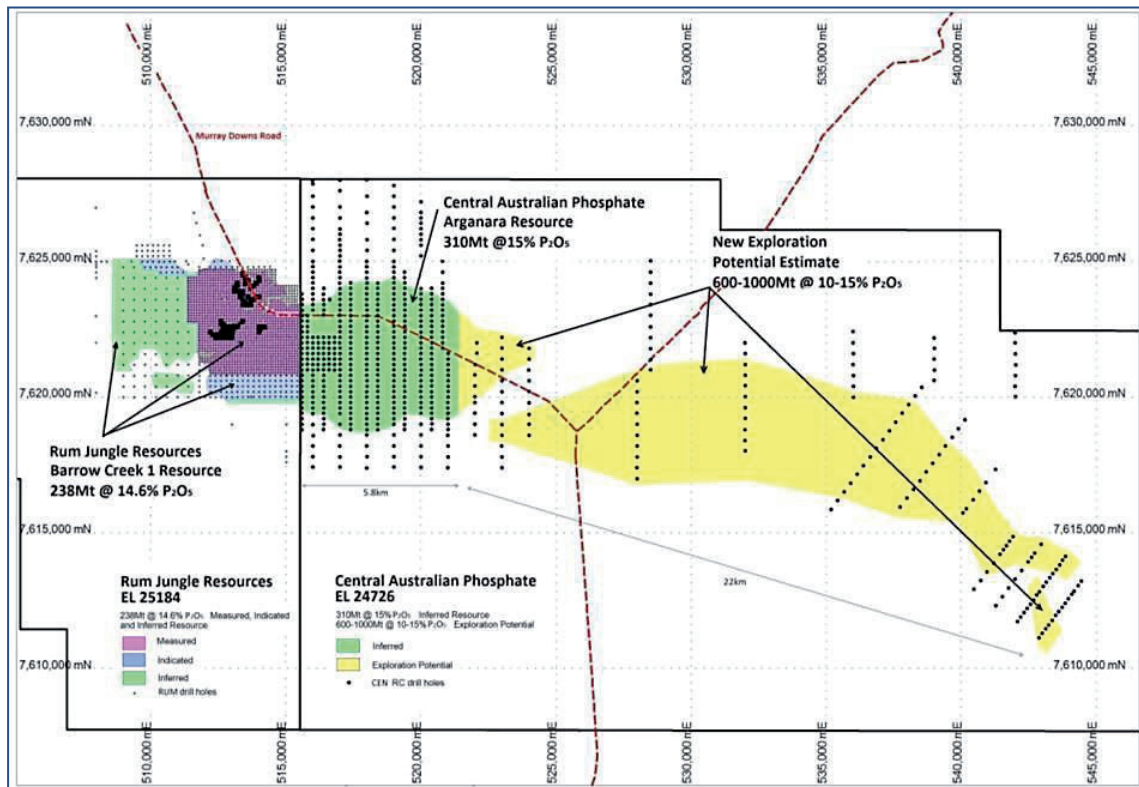 510,000 mE
515,000 mE
520,000 mE
530,000 mE
535,000 mE
540,000 mE
545,000 mE
7,630,000 mN
7,630,000 mN
Murray Downs Road
Central Australian Phosphate
Arganara Resource
310Mt @15% P₂O₅
New Exploration
Potential Estimate
600-1000Mt @ 10-15% P₂O₅
7,625,000 mN
7,625,000 mN
7,620,000 mN
7,620,000 mN
Rum Jungle Resources
Barrow Creek 1 Resource
238Mt @ 14.6% P₂O₅
5.8km
7,615,000 mN
7,615,000 mN
22km
Rum Jungle Resources
EL 25184
238Mt @ 14.6% P₂O₅ Measured, Indicated
and Inferred Resource
Measured
Indicated
Inferred
RUM drill holes
Central Australian Phosphate
EL 24726
310Mt @ 15% P₂O₅ Inferred Resource
600-1000Mt @ 10-15% P₂O₅ Exploration Potential
Inferred
Exploration Potential
CEN RC drill holes
7,610,000 mN
7,610,000 mN
510,000 mE
515,000 mE
520,000 mE
530,000 mE
535,000 mE
540,000 mE
545,000 mE